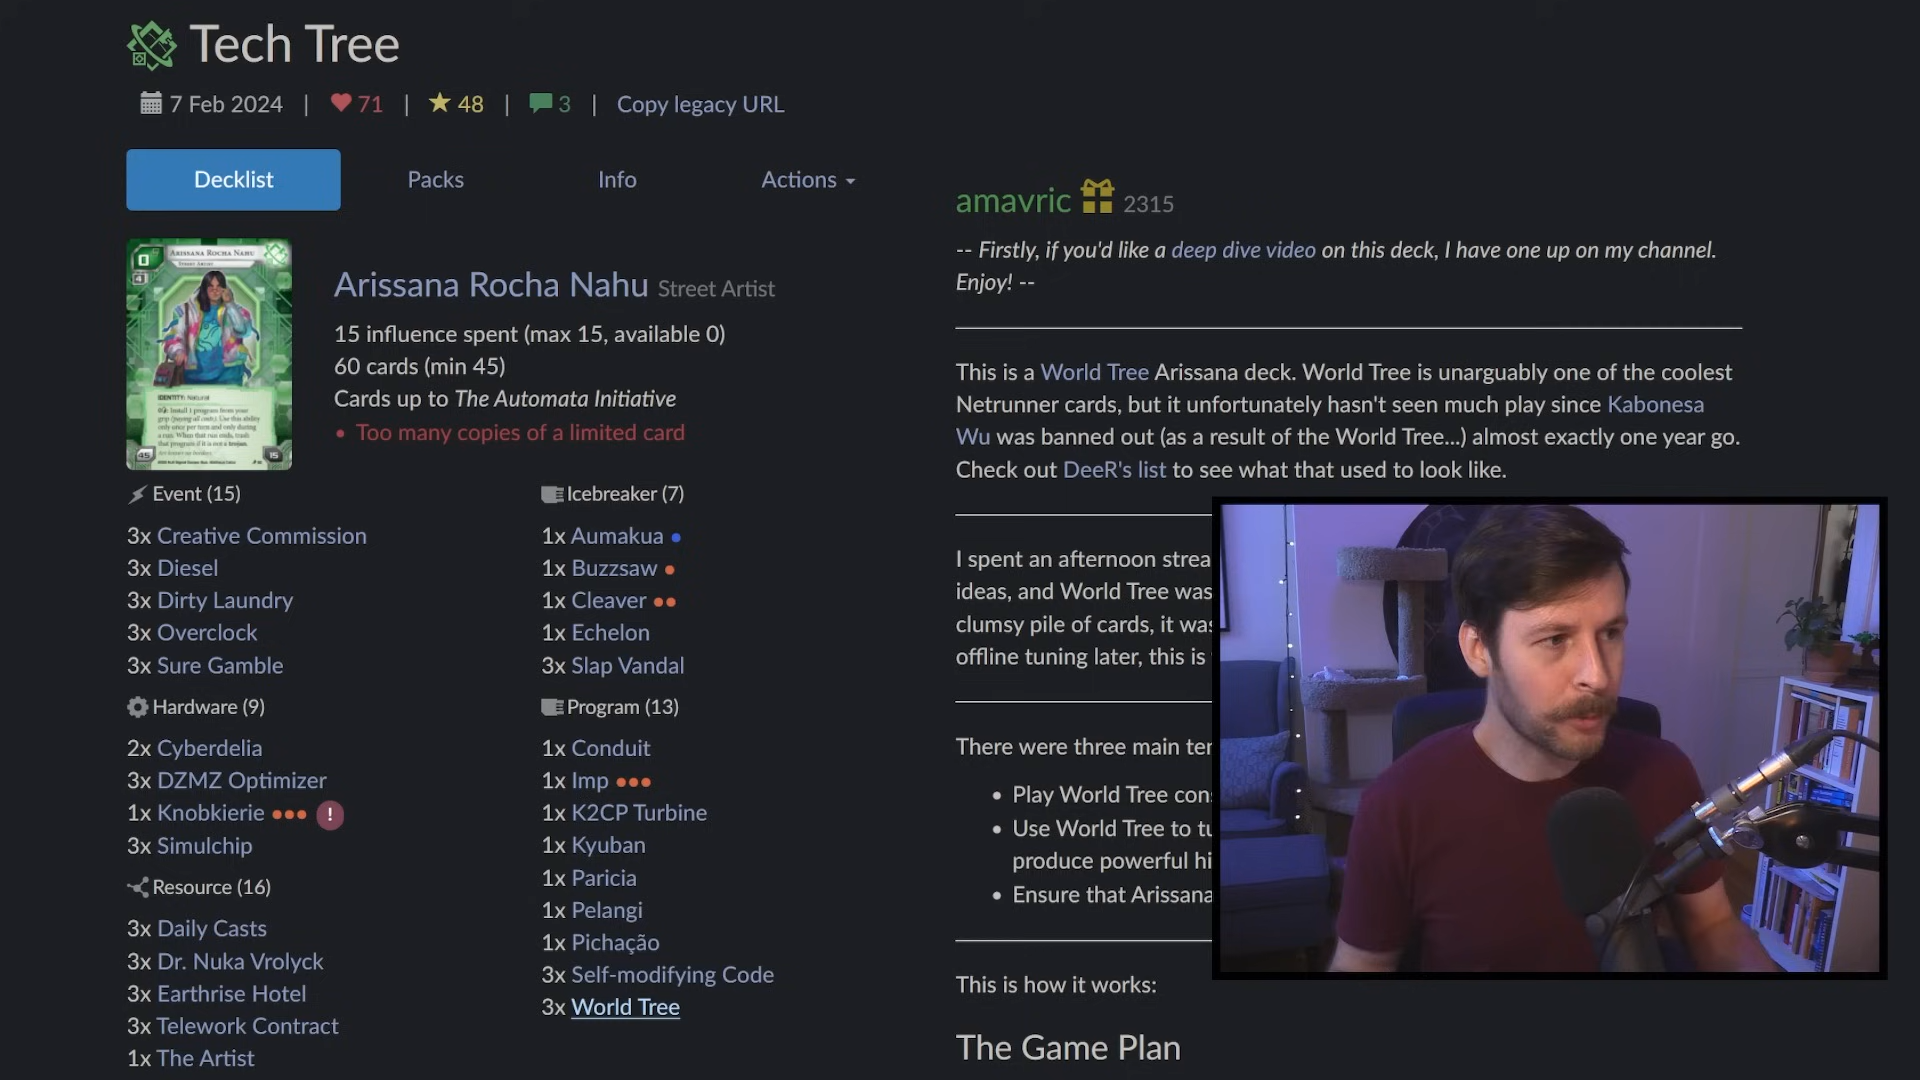 Tech Tree
7 Feb 2024 | 71 | 48 | 3 | Copy legacy URL
Decklist Packs Info Actions
ARISSANA ROCHA NAHU
Arissana Rocha Nahu Street Artist
15 influence spent (max 15, available 0)
60 cards (min 45)
Cards up to The Automata Initiative
• Too many copies of a limited card
Event (15)
3x Creative Commission
3x Diesel
3x Dirty Laundry
3x Overclock
3x Sure Gamble
Hardware (9)
2x Cyberdelia
3x DZMZ Optimizer
1x Knobkierie ●●● !
3x Simulchip
Resource (16)
3x Daily Casts
3x Dr. Nuka Vrolyck
3x Earthrise Hotel
3x Telework Contract
1x The Artist
Icebreaker (7)
1x Aumakua ●
1x Buzzsaw ●
1x Cleaver ●●
1x Echelon
3x Slap Vandal
Program (13)
1x Conduit
1x Imp ●●●
1x K2CP Turbine
1x Kyuban
1x Paricia
1x Pelangi
1x Pichação
3x Self-modifying Code
3x World Tree
amavric 2315
-- Firstly, if you'd like a deep dive video on this deck, I have one up on my channel.
Enjoy! --
This is a World Tree Arissana deck. World Tree is unarguably one of the coolest
Netrunner cards, but it unfortunately hasn't seen much play since Kabonesa
Wu was banned out (as a result of the World Tree...) almost exactly one year go.
Check out DeeR's list to see what that used to look like.
I spent an afternoon strea
ideas, and World Tree was
clumsy pile of cards, it was
offline tuning later, this is
There were three main ter
• Play World Tree cons
• Use World Tree to tu
produce powerful hi
• Ensure that Arissana
This is how it works:
The Game Plan